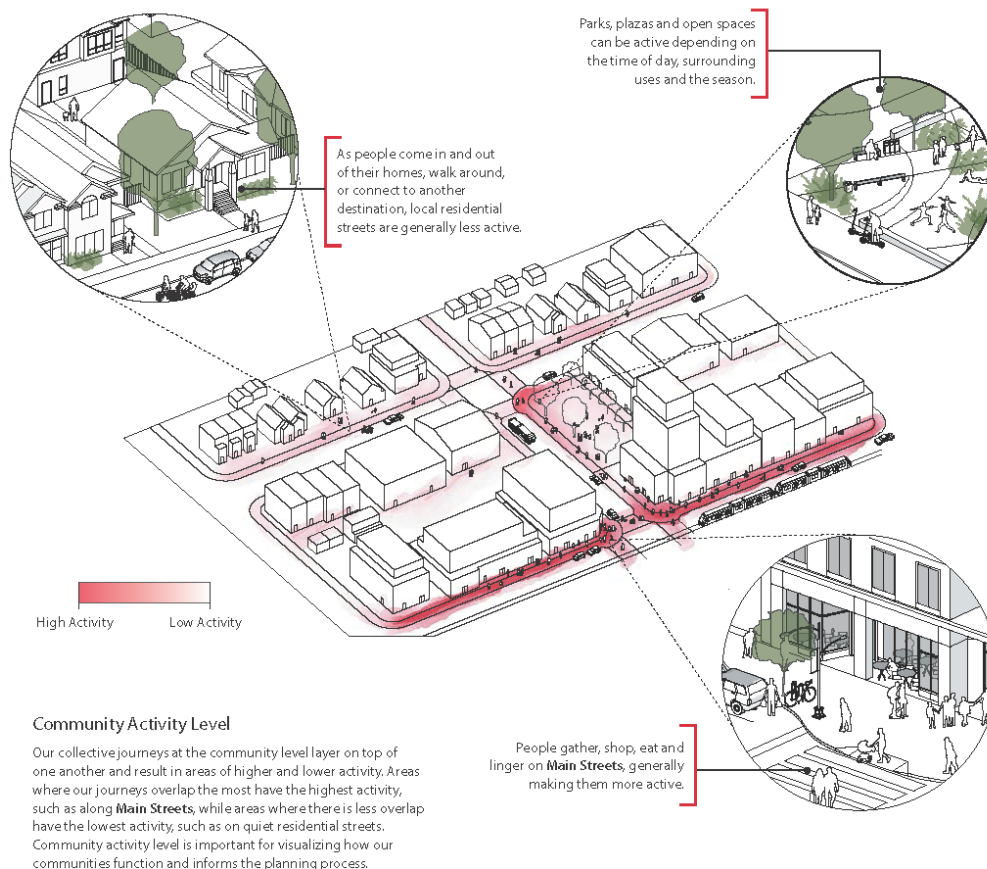 Parks, plazas and open spaces
can be active depending on
the time of day, surrounding
uses and the season.
As people come in and out
of their homes, walk around,
or connect to another
destination, local residential
streets are generally less active.
High Activity
Low Activity
Community Activity Level
Our collective journeys at the community level layer on top of
one another and result in areas of higher and lower activity. Areas
where our journeys overlap the most have the highest activity,
such as along Main Streets, while areas where there is less overlap
have the lowest activity, such as on quiet residential streets.
Community activity level is important for visualizing how our
communities function and informs the planning process.
People gather, shop, eat and
linger on Main Streets, generally
making them more active.